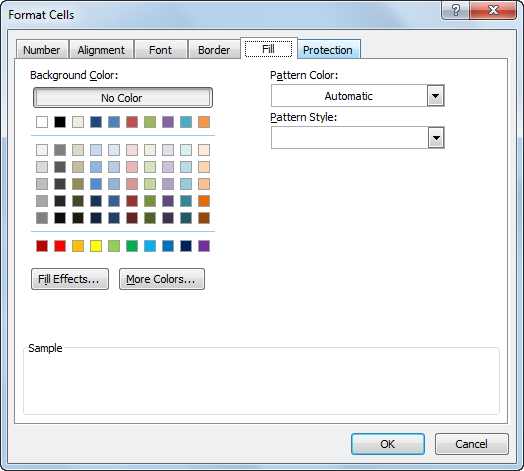 Format Cells
Number Alignment Font Border Fill Protection
Background Color:
No Color
Pattern Color:
Automatic
Pattern Style:
Fill Effects... More Colors...
Sample
OK Cancel